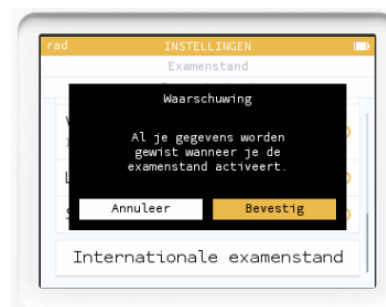 rad INSTELLINGEN
Examenstand
Waarschuwing
Al je gegevens worden
gewist wanneer je de
examenstand activeert.
Annuleer Bevestig
Internationale examenstand